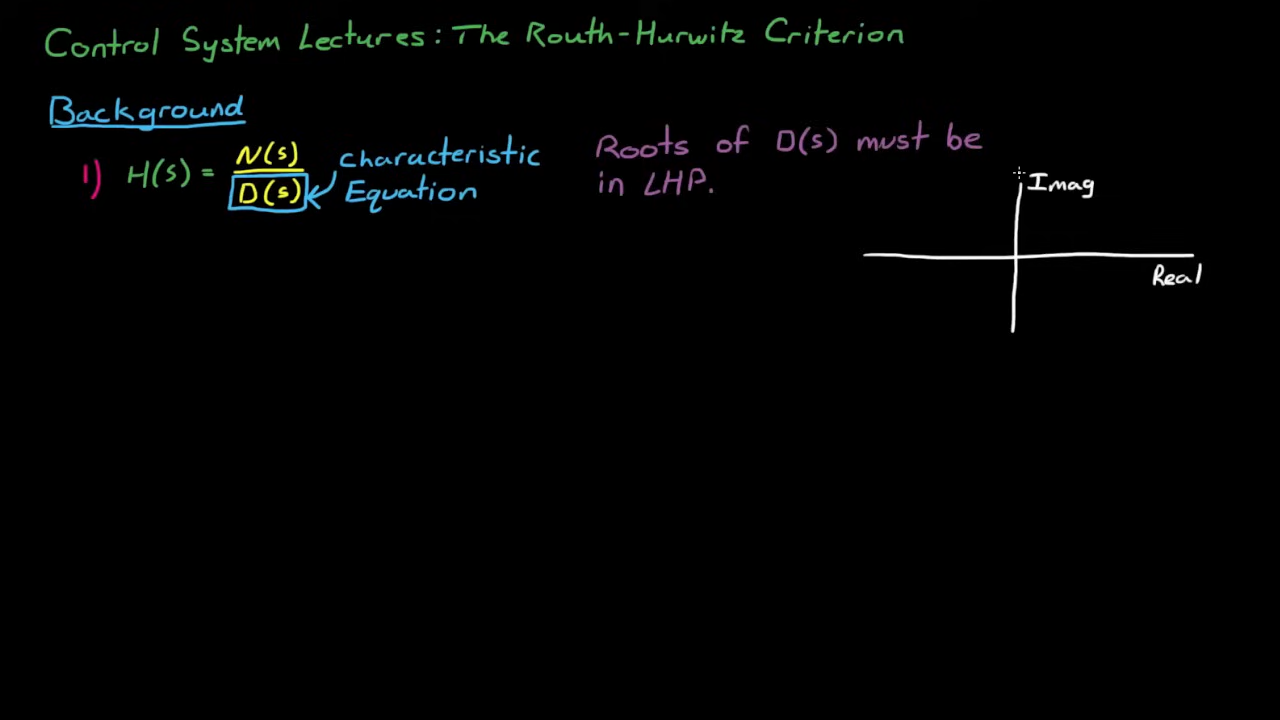 Control System Lectures: The Routh-Hurwitz Criterion
Background
1) H(s) = N(s) / D(s)
characteristic
Equation
Roots of D(s) must be
in LHP.
Imag
Real